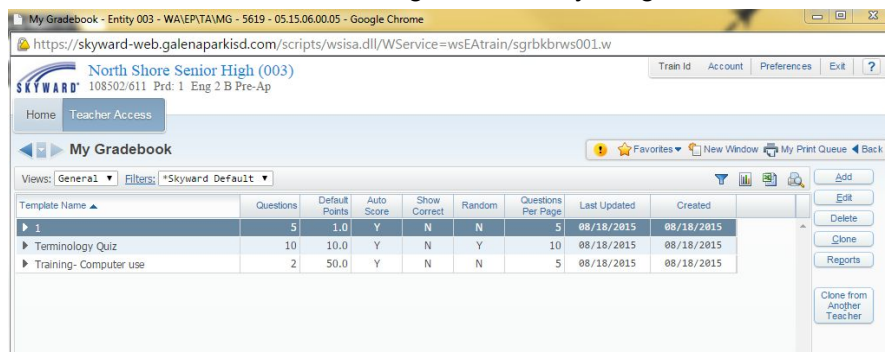 My Gradebook - Entity 003 - WA\EP\TA\MG - 5619 - 05.15.06.00.05 - Google Chrome
https://skyward-web.galenaparkisd.com/scripts/wsisa.dll/WService=wsEAtrain/sgrbkbrws001.w
SKYWARD North Shore Senior High (003) Train Id Account Preferences Exit ?
108502/611 Prd: 1 Eng 2 B Pre-Ap
Home Teacher Access
My Gradebook Favorites New Window My Print Queue Back
Views: General Filters: *Skyward Default Add
Template Name Questions Default Points Auto Score Show Correct Random Questions Per Page Last Updated Created Edit
1 5 1.0 Y N N 5 08/18/2015 08/18/2015 Delete
Terminology Quiz 10 10.0 Y N Y 10 08/18/2015 08/18/2015 Clone
Training- Computer use 2 50.0 Y N N 5 08/18/2015 08/18/2015 Reports
Clone from
Another
Teacher